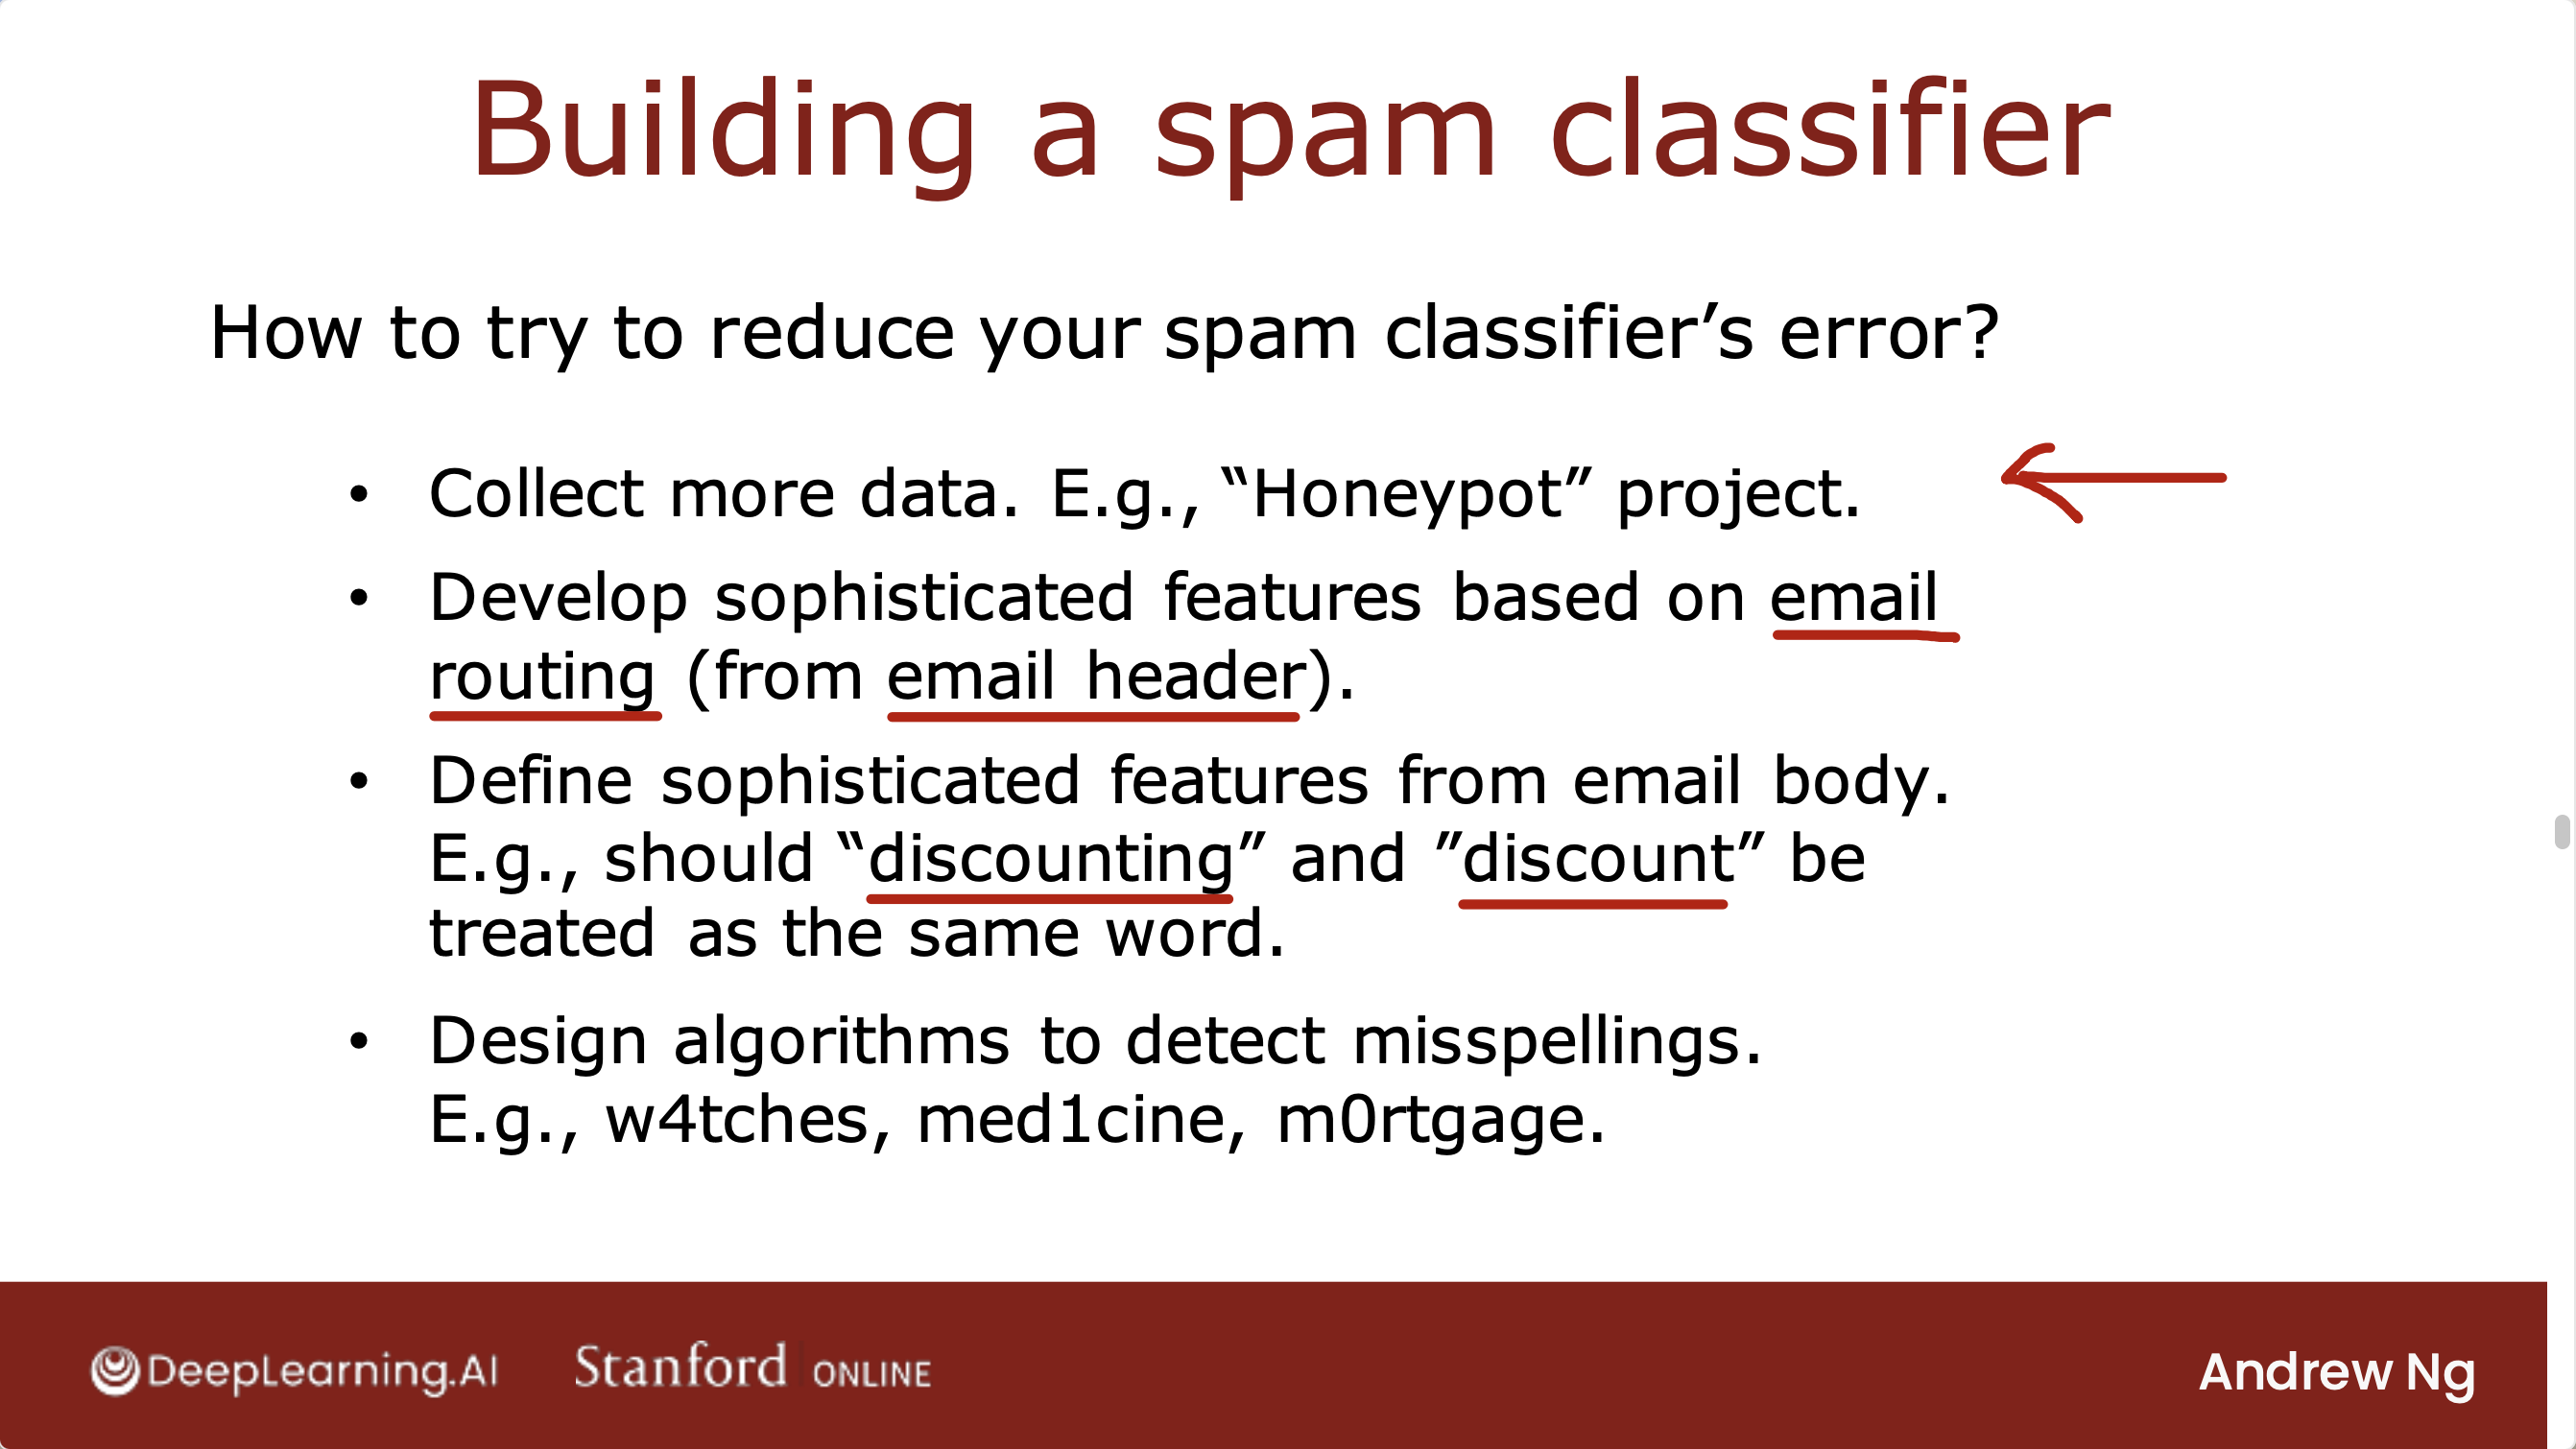 Building a spam classifier
How to try to reduce your spam classifier’s error?
• Collect more data. E.g., “Honeypot” project.
• Develop sophisticated features based on email
routing (from email header).
• Define sophisticated features from email body.
E.g., should “discounting” and ”discount” be
treated as the same word.
• Design algorithms to detect misspellings.
E.g., w4tches, med1cine, m0rtgage.
DeepLearning.AI Stanford ONLINE Andrew Ng